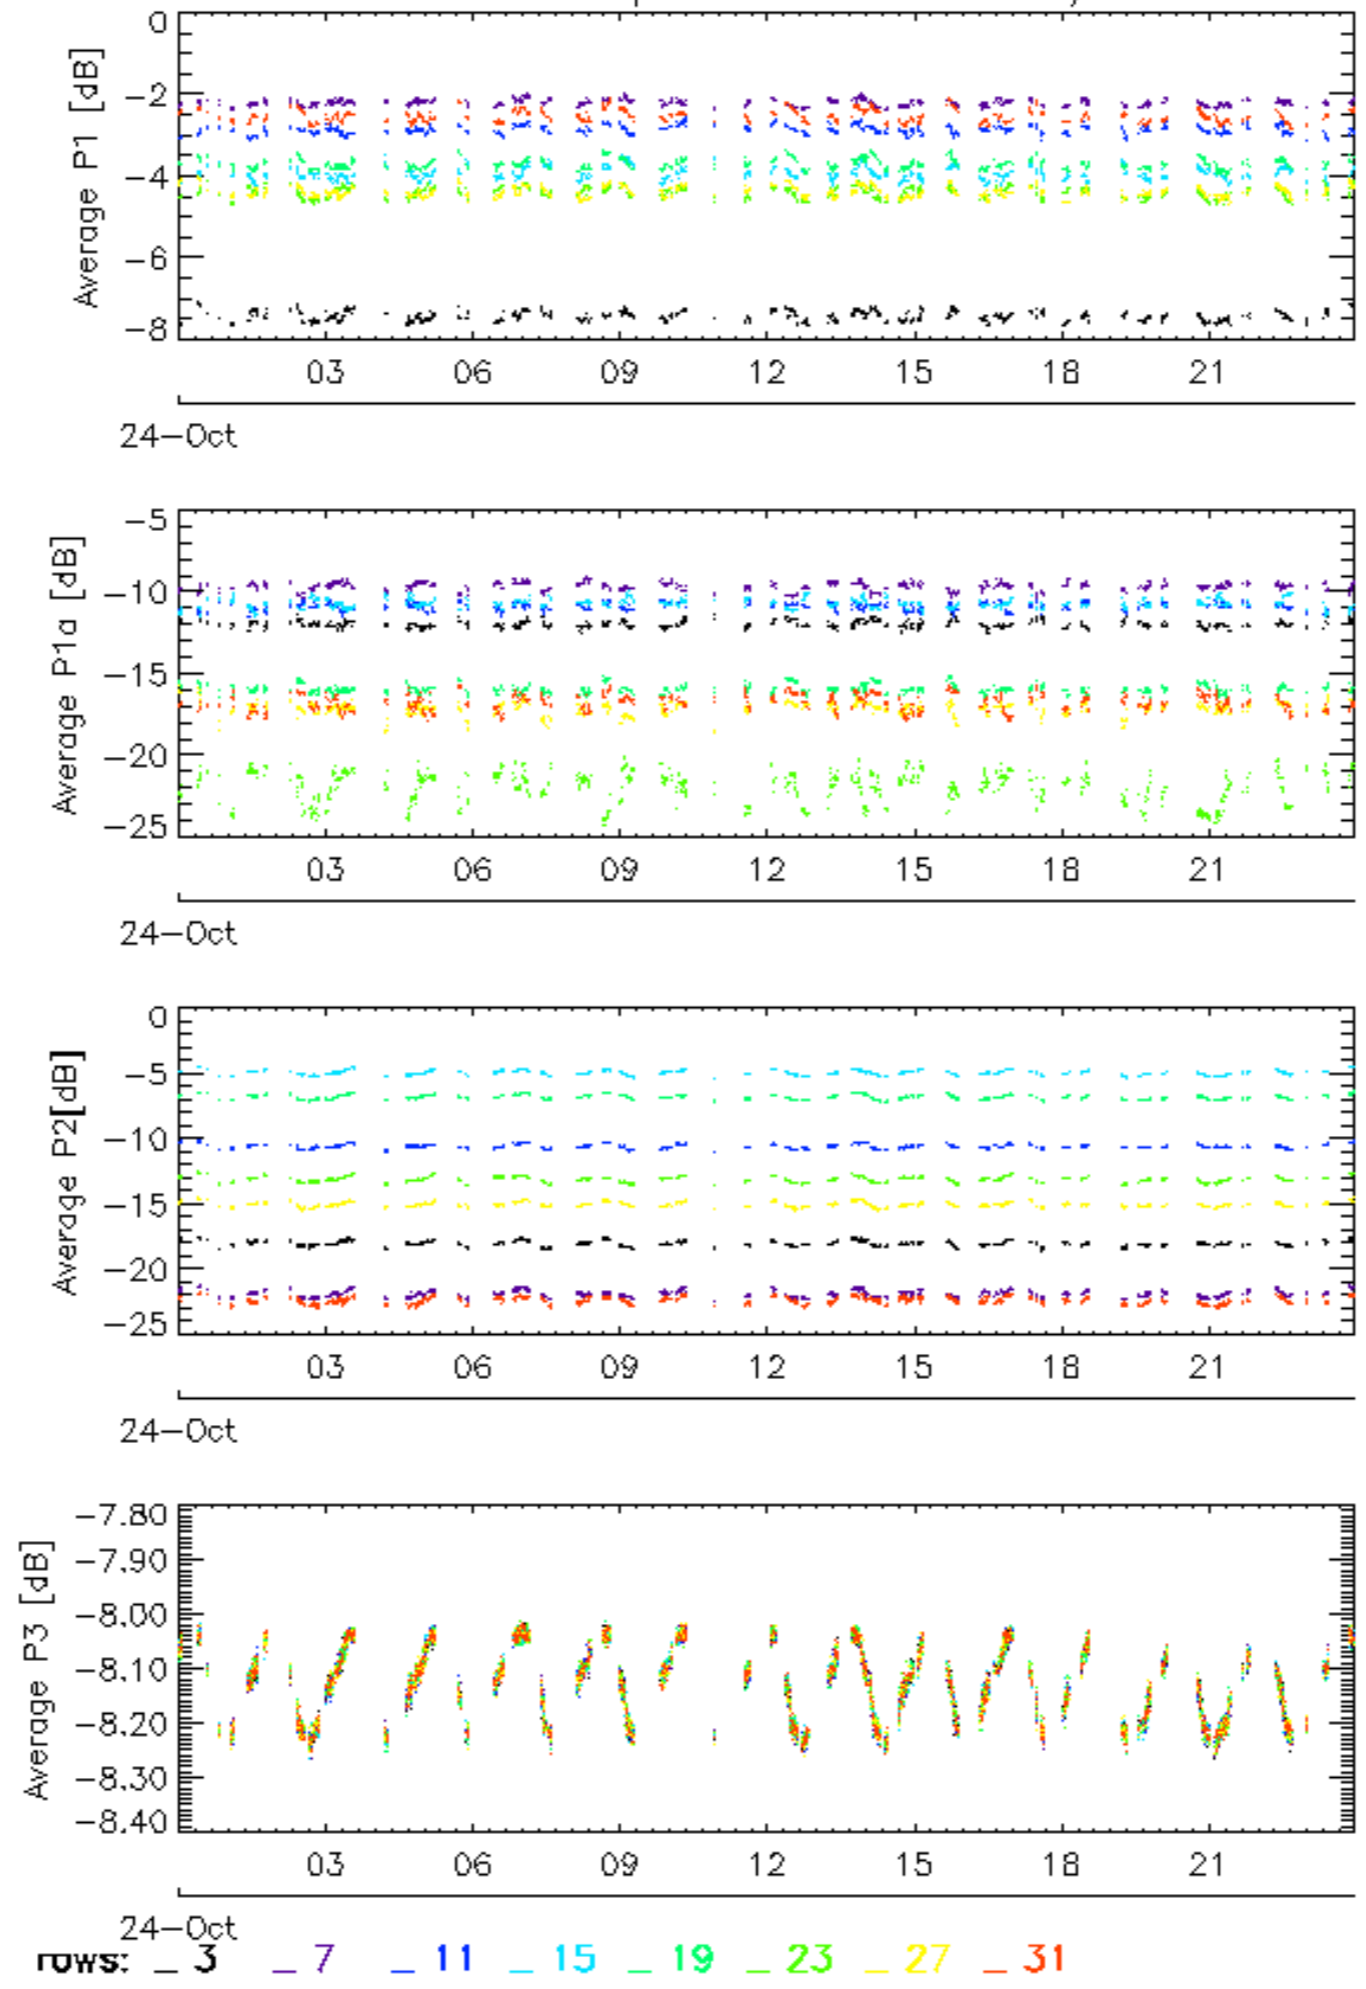 Average P1 [dB]
0
−2
−4
−6
−8
03 06 09 12 15 18 21
24−Oct
Average P1a [dB]
−5
−10
−15
−20
−25
03 06 09 12 15 18 21
24−Oct
Average P2[dB]
0
−5
−10
−15
−20
−25
03 06 09 12 15 18 21
24−Oct
Average P3 [dB]
−7.80
−7.90
−8.00
−8.10
−8.20
−8.30
−8.40
03 06 09 12 15 18 21
24−Oct
rows: _ 3 _ 7 _ 11 _ 15 _ 19 _ 23 _ 27 _ 31